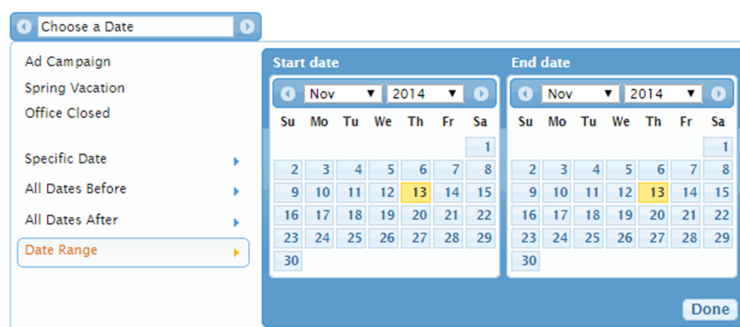 Choose a Date
Ad Campaign
Spring Vacation
Office Closed
Specific Date
All Dates Before
All Dates After
Date Range
Start date
Nov 2014
Su Mo Tu We Th Fr Sa
1
2 3 4 5 6 7 8
9 10 11 12 13 14 15
16 17 18 19 20 21 22
23 24 25 26 27 28 29
30
End date
Nov 2014
Su Mo Tu We Th Fr Sa
1
2 3 4 5 6 7 8
9 10 11 12 13 14 15
16 17 18 19 20 21 22
23 24 25 26 27 28 29
30
Done